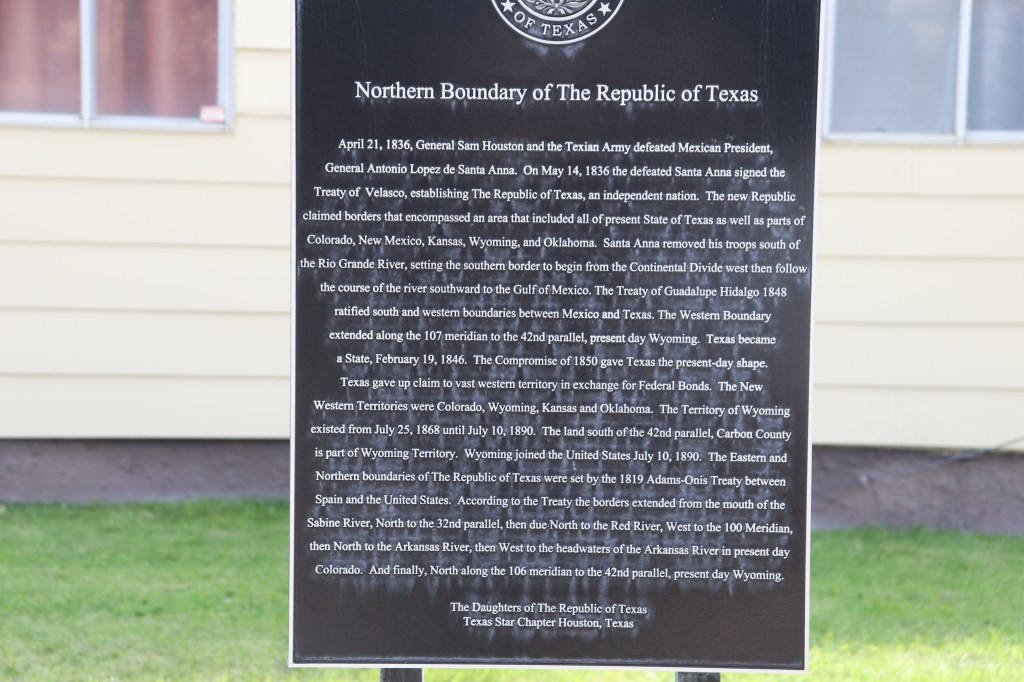 OF TEXAS
Northern Boundary of The Republic of Texas
April 21, 1836, General Sam Houston and the Texian Army defeated Mexican President,
General Antonio Lopez de Santa Anna. On May 14, 1836 the defeated Santa Anna signed the
Treaty of Velasco, establishing The Republic of Texas, an independent nation. The new Republic
claimed borders that encompassed an area that included all of present State of Texas as well as parts of
Colorado, New Mexico, Kansas, Wyoming, and Oklahoma. Santa Anna removed his troops south of
the Rio Grande River, setting the southern border to begin from the Continental Divide west then follow
the course of the river southward to the Gulf of Mexico. The Treaty of Guadalupe Hidalgo 1848
ratified south and western boundaries between Mexico and Texas. The Western Boundary
extended along the 107 meridian to the 42nd parallel, present day Wyoming. Texas became
a State, February 19, 1846. The Compromise of 1850 gave Texas the present-day shape.
Texas gave up claim to vast western territory in exchange for Federal Bonds. The New
Western Territories were Colorado, Wyoming, Kansas and Oklahoma. The Territory of Wyoming
existed from July 25, 1868 until July 10, 1890. The land south of the 42nd parallel, Carbon County
is part of Wyoming Territory. Wyoming joined the United States July 10, 1890. The Eastern and
Northern boundaries of The Republic of Texas were set by the 1819 Adams-Onis Treaty between
Spain and the United States. According to the Treaty the borders extended from the mouth of the
Sabine River, North to the 32nd parallel, then due North to the Red River, West to the 100 Meridian,
then North to the Arkansas River, then West to the headwaters of the Arkansas River in present day
Colorado. And finally, North along the 106 meridian to the 42nd parallel, present day Wyoming.
The Daughters of The Republic of Texas
Texas Star Chapter Houston, Texas